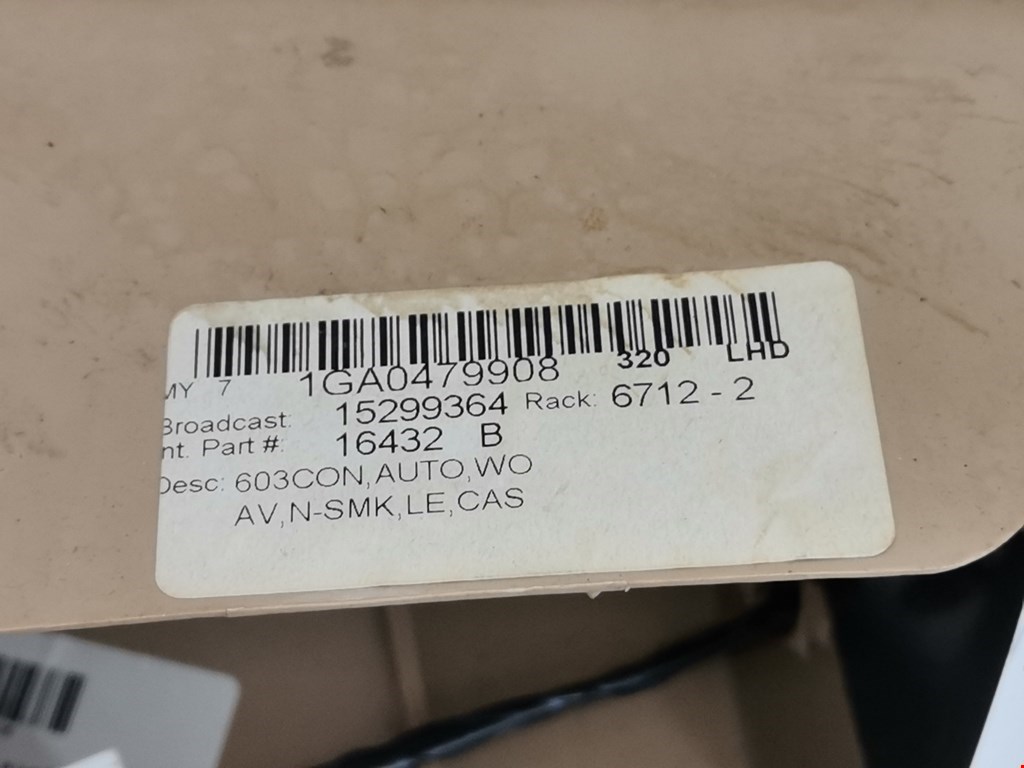 MY 7 1GA0479908 320 LHD
Broadcast: 15299364 Rack: 6712 - 2
nt. Part #: 16432 B
Desc: 603CON,AUTO,WO
AV,N-SMK,LE,CAS